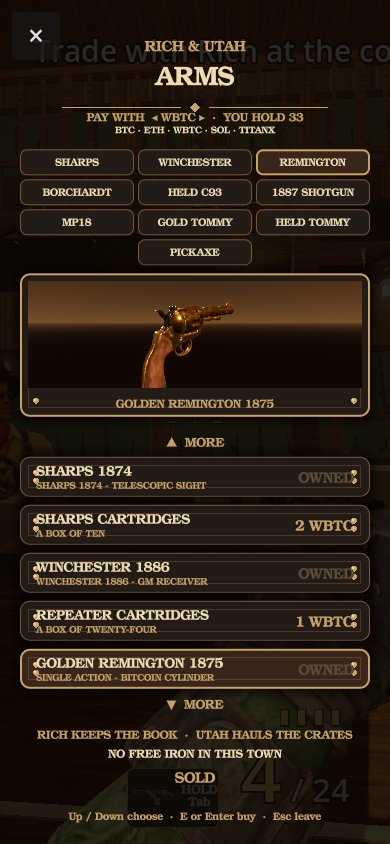 ×
Trade with Rich at the co
RICH & UTAH
ARMS
PAY WITH ◂ WBTC ▸ · YOU HOLD 33
BTC · ETH · WBTC · SOL · TITANX
SHARPS
WINCHESTER
REMINGTON
BORCHARDT
HELD C93
1887 SHOTGUN
MP18
GOLD TOMMY
HELD TOMMY
PICKAXE
GOLDEN REMINGTON 1875
▲ MORE
SHARPS 1874
SHARPS 1874 - TELESCOPIC SIGHT
OWNED
SHARPS CARTRIDGES
A BOX OF TEN
2 WBTC
WINCHESTER 1886
WINCHESTER 1886 - GM RECEIVER
OWNED
REPEATER CARTRIDGES
A BOX OF TWENTY-FOUR
1 WBTC
GOLDEN REMINGTON 1875
SINGLE ACTION - BITCOIN CYLINDER
OWNED
▼ MORE
RICH KEEPS THE BOOK · UTAH HAULS THE CRATES
NO FREE IRON IN THIS TOWN
SOLD
HOLD
Tab
4 / 24
Up / Down choose · E or Enter buy · Esc leave